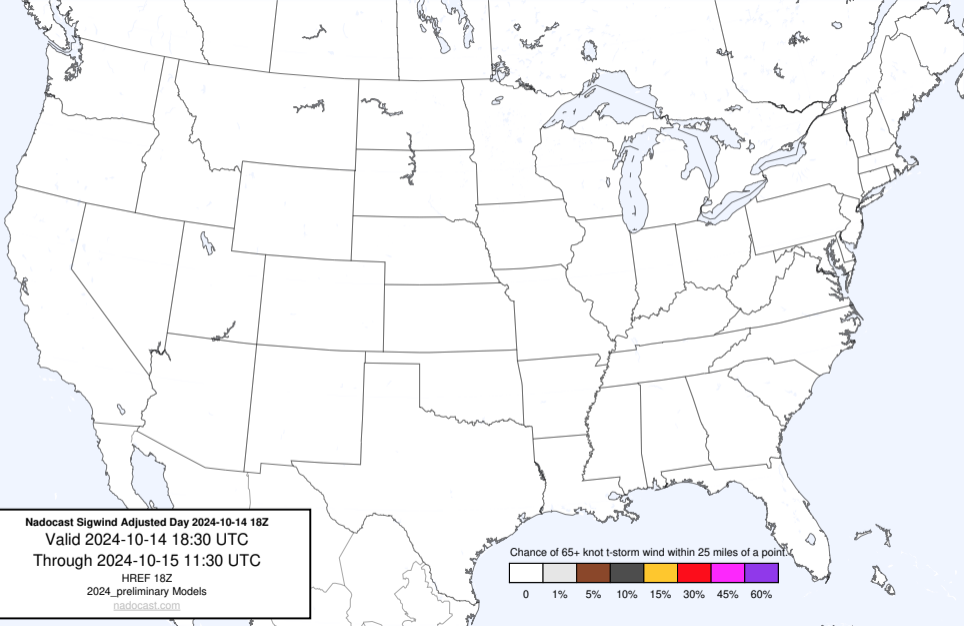 Nadocast Sigwind Adjusted Day 2024-10-14 18Z
Valid 2024-10-14 18:30 UTC
Through 2024-10-15 11:30 UTC
HREF 18Z
2024_preliminary Models
nadocast.com
Chance of 65+ knot t-storm wind within 25 miles of a point.
0 1% 5% 10% 15% 30% 45% 60%